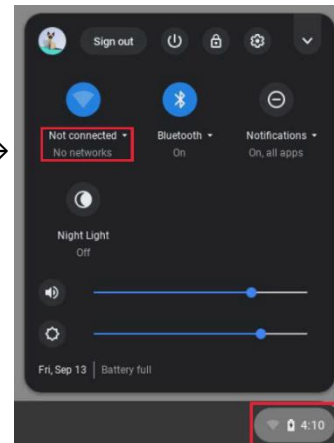 Sign out
Not connected
Bluetooth
Notifications
No networks
On
On, all apps
Night Light
Off
Fri, Sep 13 | Battery full
4:10